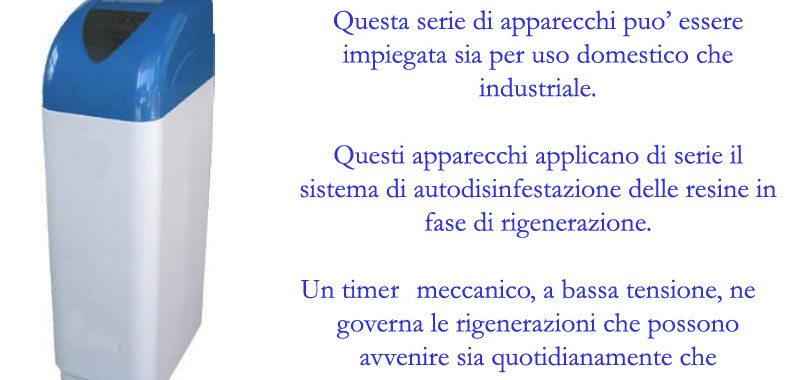 Questa serie di apparecchi puo’ essere
impiegata sia per uso domestico che
industriale.
Questi apparecchi applicano di serie il
sistema di autodisinfestazione delle resine in
fase di rigenerazione.
Un timer meccanico, a bassa tensione, ne
governa le rigenerazioni che possono
avvenire sia quotidianamente che